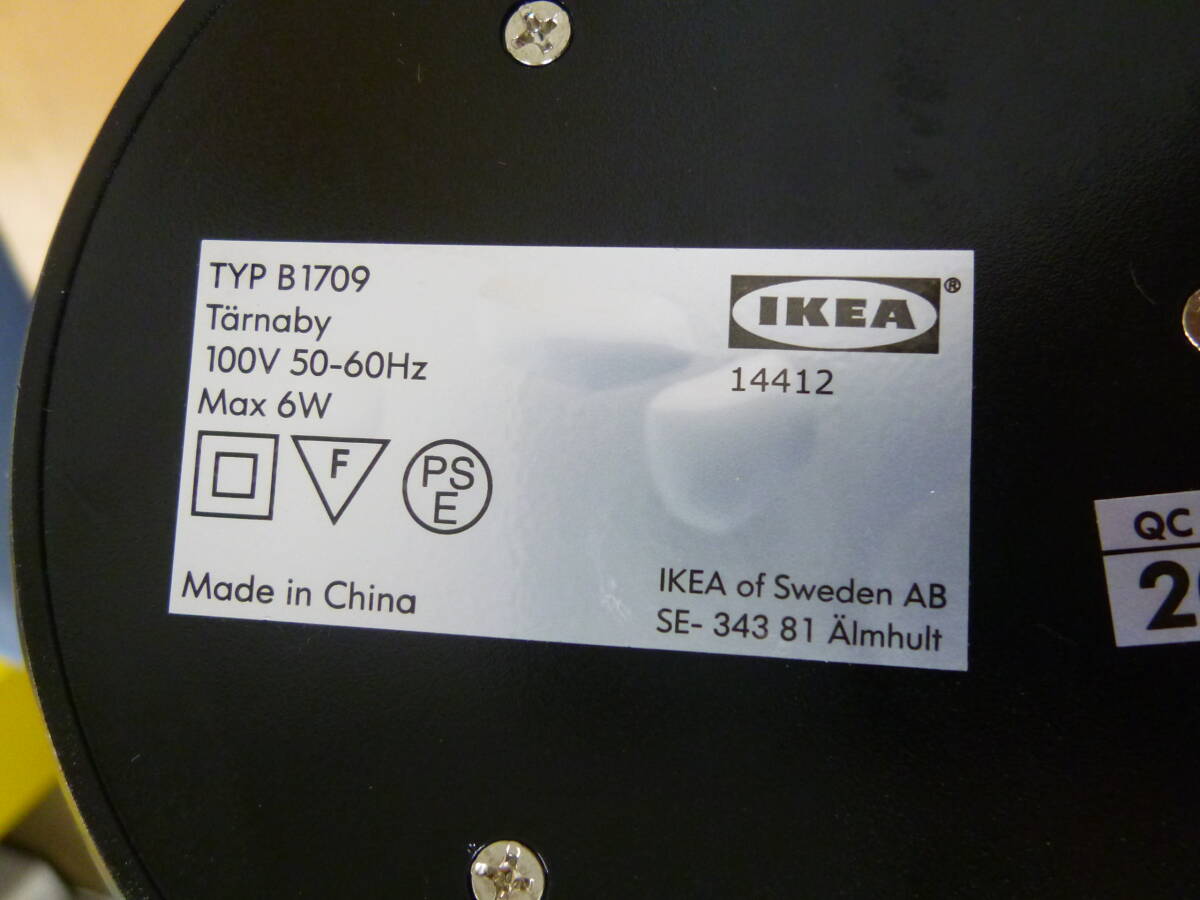 TYP B1709
Tärnaby
100V 50-60Hz
Max 6W
F
PS
E
Made in China
IKEA®
14412
IKEA of Sweden AB
SE- 343 81 Älmhult
QC